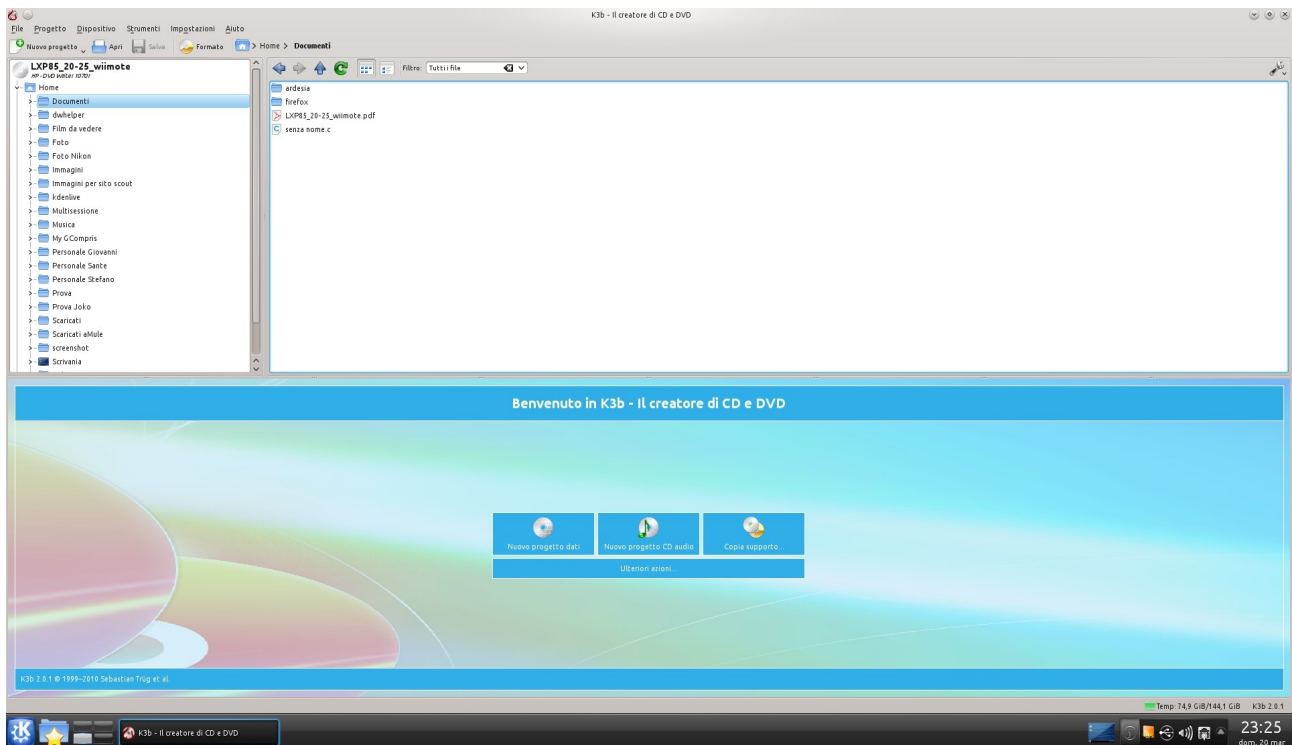 K3b - Il creatore di CD e DVD
File Progetto Dispositivo Strumenti Impostazioni Aiuto
Nuovo progetto Apri Salva Formato > Home > Documenti
LXP85_20-25_wiimote
HP - DVD Writer 1070r
Filtro: Tutti i file
Home
Documenti
dwhelper
Film da vedere
Foto
Foto Nikon
Immagini
Immagini per sito scout
kdenlive
Multisessione
Musica
My GCompris
Personale Giovanni
Personale Sante
Personale Stefano
Prova
Prova Joko
Scaricati
Scaricati aMule
screenshot
Scrivania
ardesia
firefox
LXP85_20-25_wiimote.pdf
senza nome.c
Benvenuto in K3b - Il creatore di CD e DVD
Nuovo progetto dati
Nuovo progetto CD audio
Copia supporto...
Ulteriori azioni...
K3b 2.0.1 © 1999–2010 Sebastian Trüg et al.
Temp: 74,9 GiB/144,1 GiB K3b 2.0.1
K3b - Il creatore di CD e DVD
23:25
dom. 20 mar